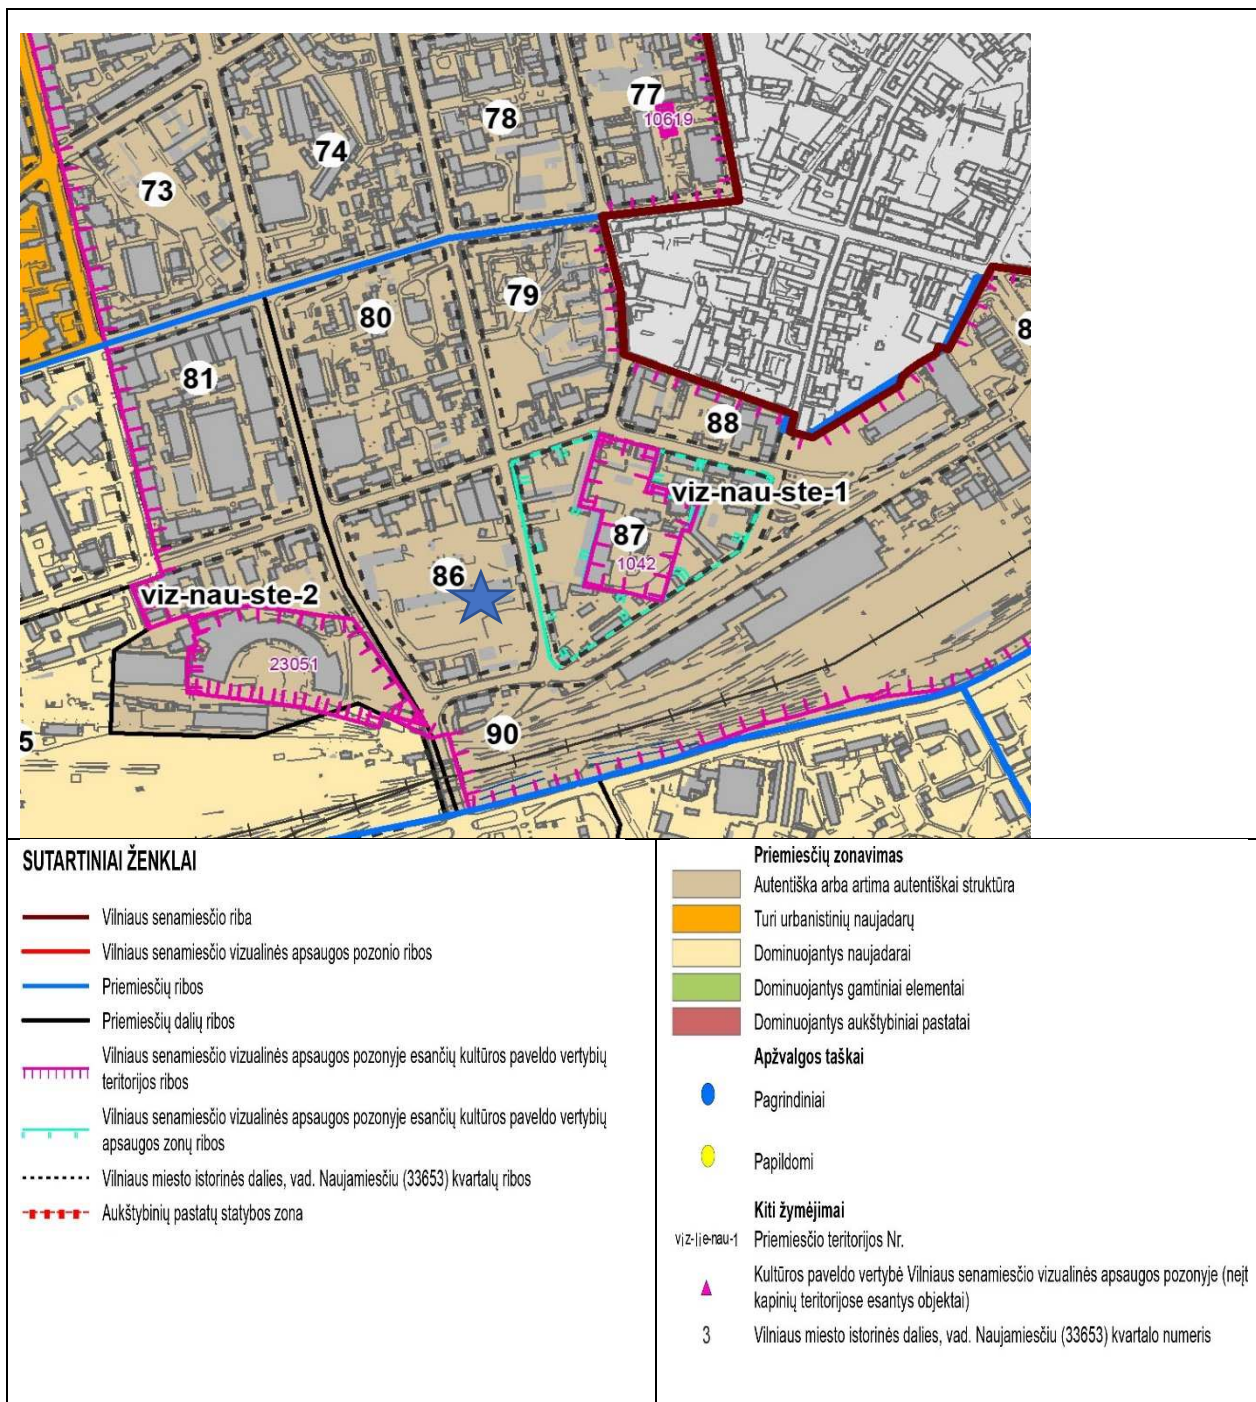 77
10619
78
74
73
79
80
8
81
88
viz-nau-ste-1
87
1042
86
viz-nau-ste-2
23051
90
5
SUTARTINIAI ŽENKLAI
Vilniaus senamiesčio riba
Vilniaus senamiesčio vizualinės apsaugos pozonio ribos
Priemiesčių ribos
Priemiesčių dalių ribos
Vilniaus senamiesčio vizualinės apsaugos pozonyje esančių kultūros paveldo vertybių
teritorijos ribos
Vilniaus senamiesčio vizualinės apsaugos pozonyje esančių kultūros paveldo vertybių
apsaugos zonų ribos
Vilniaus miesto istorinės dalies, vad. Naujamiesčiu (33653) kvartalų ribos
Aukštybinių pastatų statybos zona
Priemiesčių zonavimas
Autentiška arba artima autentiškai struktūra
Turi urbanistinių naujadarų
Dominuojantys naujadarai
Dominuojantys gamtiniai elementai
Dominuojantys aukštybiniai pastatai
Apžvalgos taškai
Pagrindiniai
Papildomi
Kiti žymėjimai
viz-lie-nau-1 Priemiesčio teritorijos Nr.
Kultūros paveldo vertybė Vilniaus senamiesčio vizualinės apsaugos pozonyje (neįt
kapinių teritorijose esantys objektai)
3 Vilniaus miesto istorinės dalies, vad. Naujamiesčiu (33653) kvartalo numeris